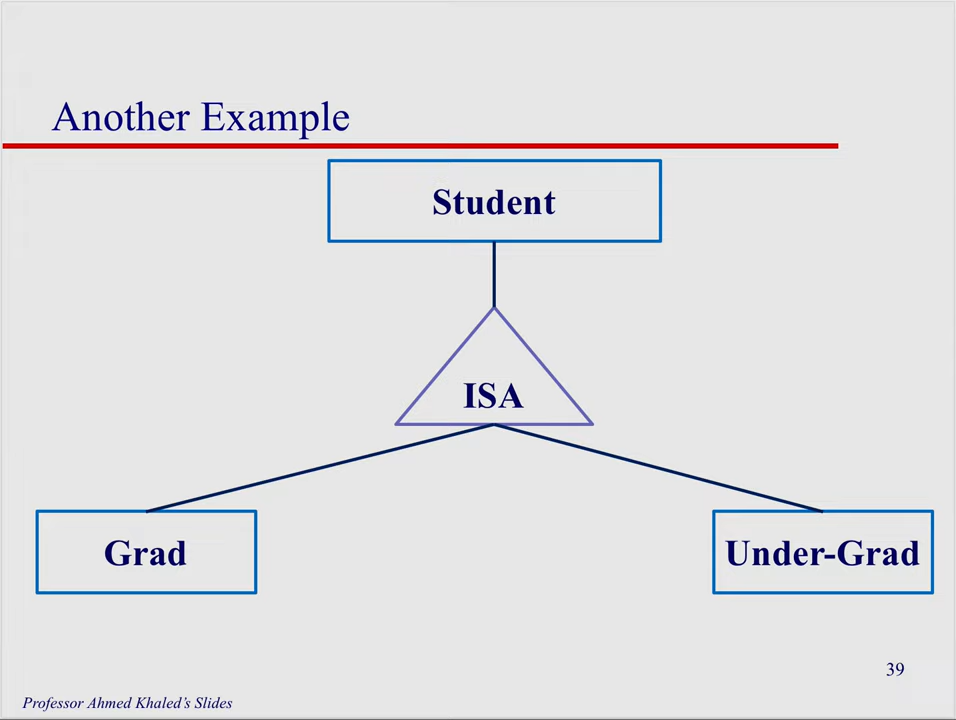 Another Example
Student
ISA
Grad
Under-Grad
39
Professor Ahmed Khaled’s Slides